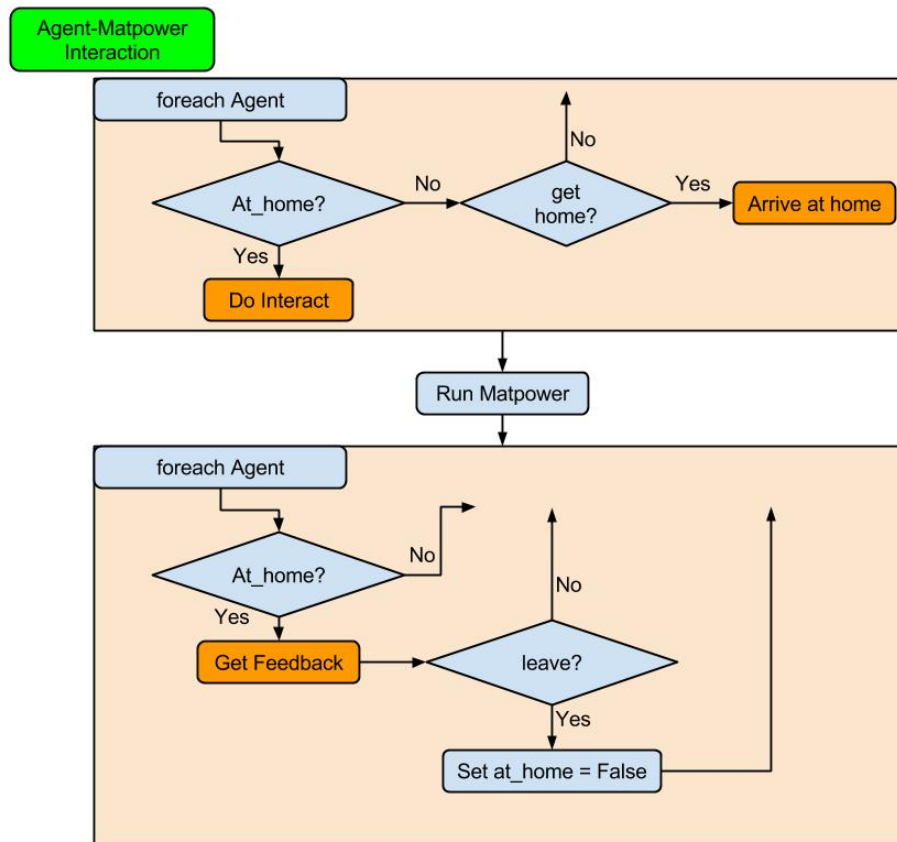 Agent-Matpower
Interaction
foreach Agent
No
At_home?
No
get
home?
Yes
Arrive at home
Yes
Do Interact
Run Matpower
foreach Agent
At_home?
No
No
Yes
Get Feedback
leave?
Yes
Set at_home = False